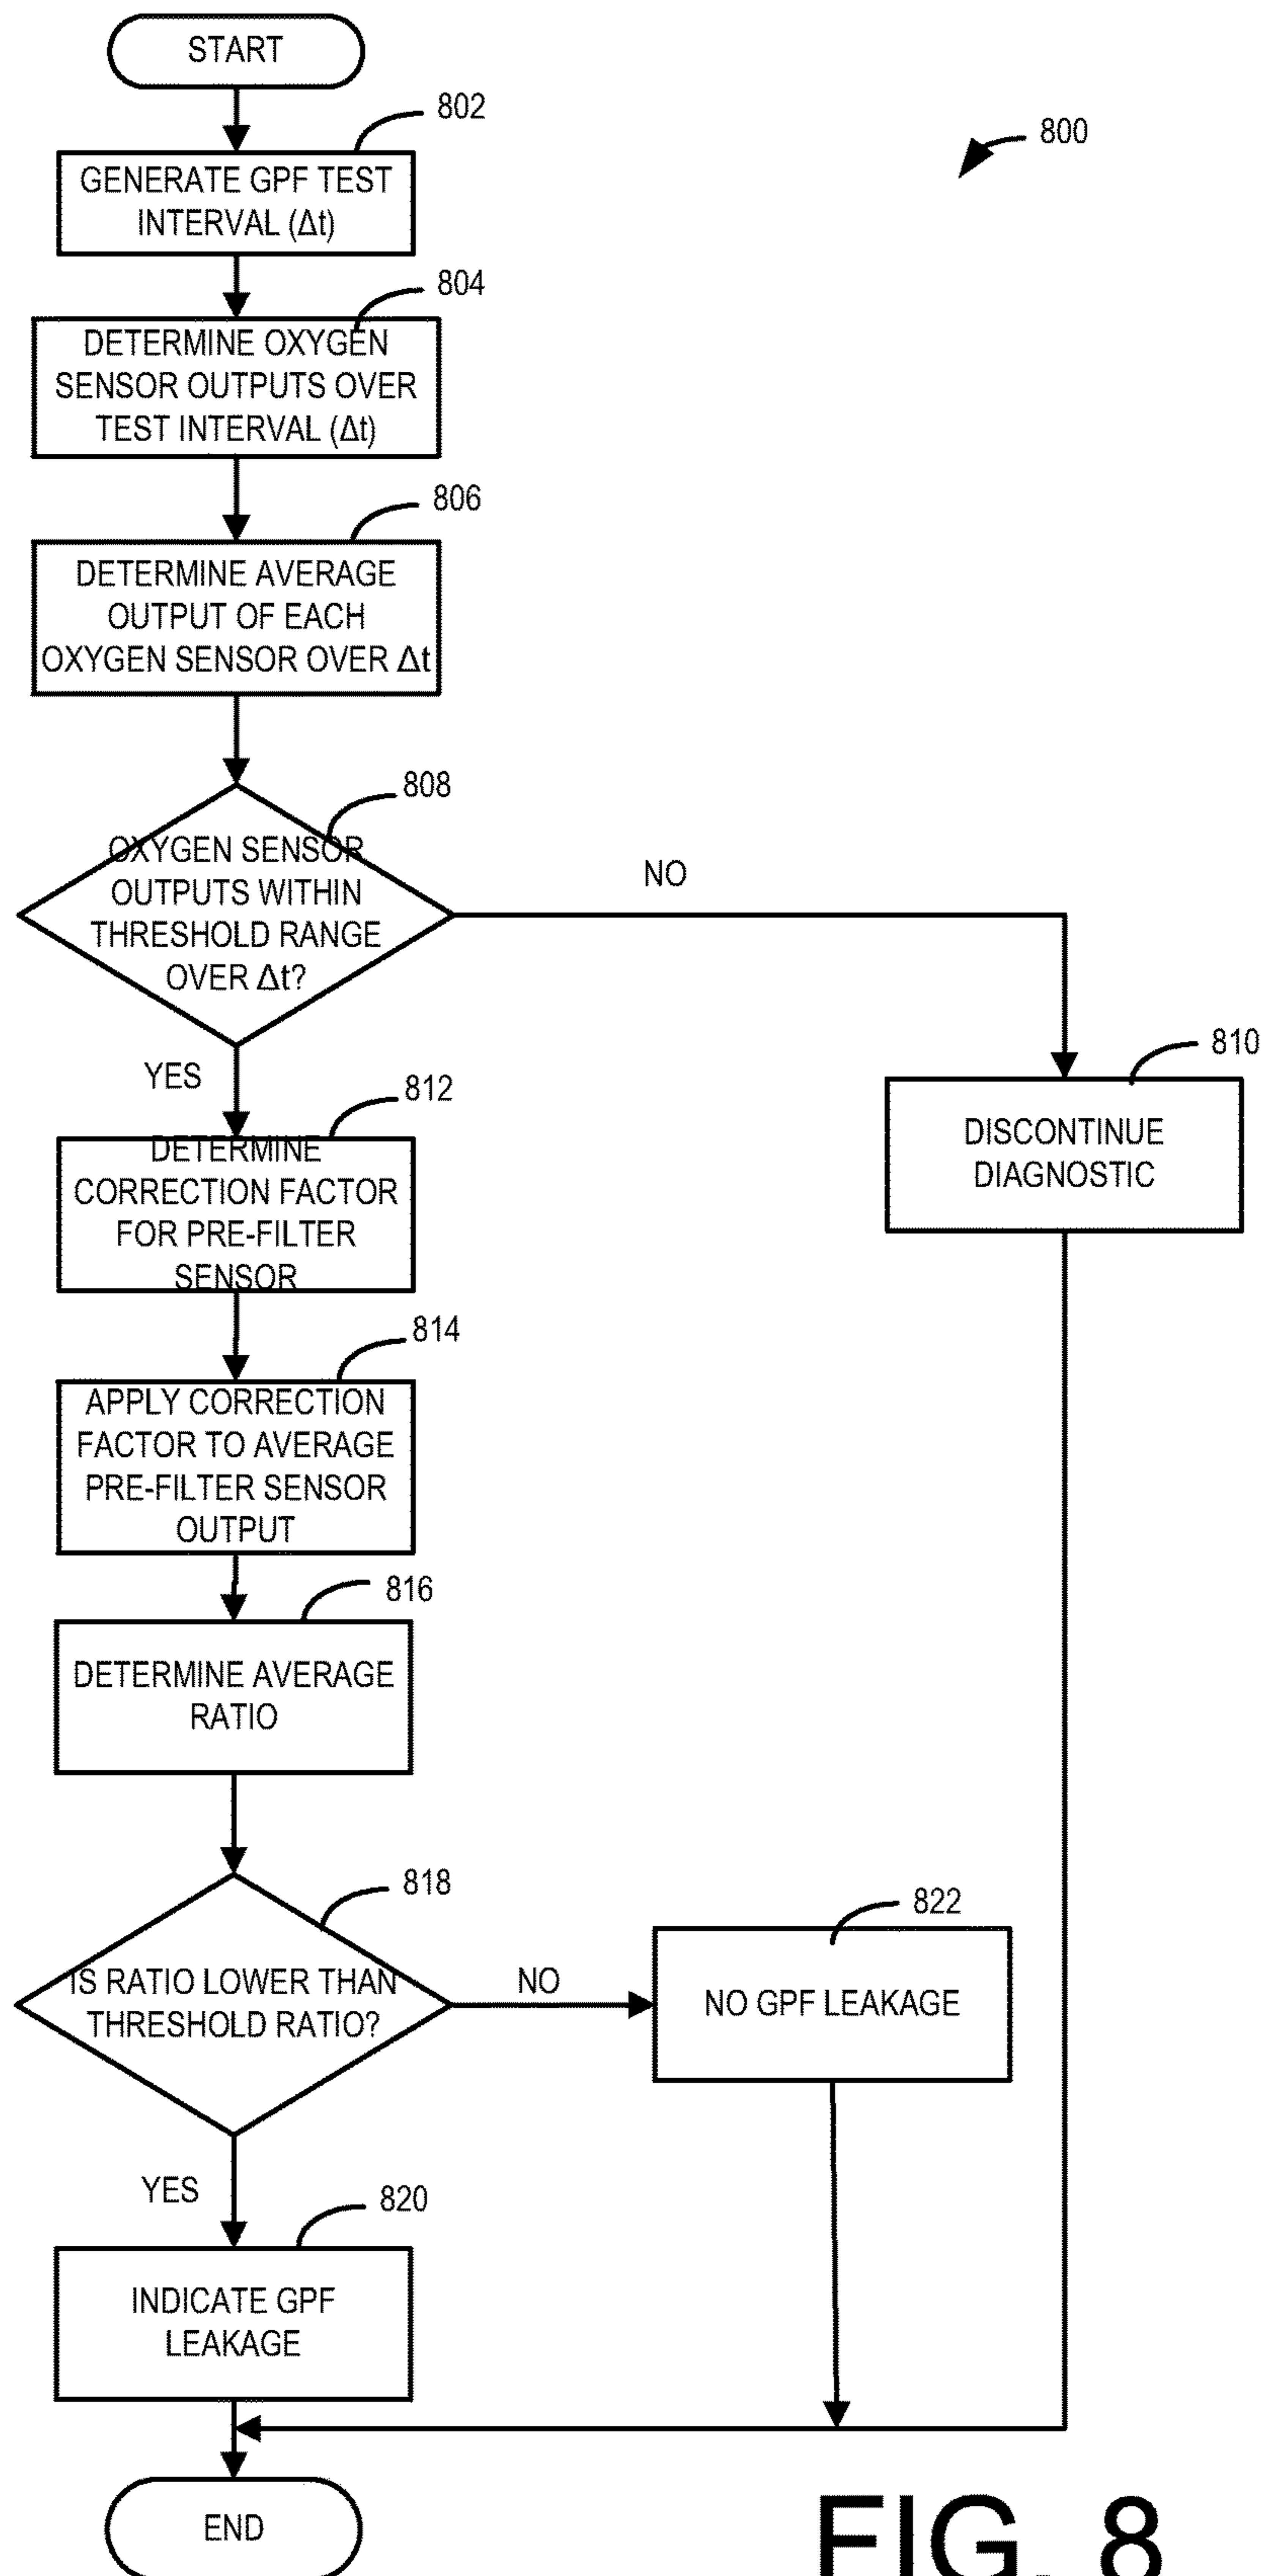 START
802
800
GENERATE GPF TEST
INTERVAL (Δt)
804
DETERMINE OXYGEN
SENSOR OUTPUTS OVER
TEST INTERVAL (Δt)
806
DETERMINE AVERAGE
OUTPUT OF EACH
OXYGEN SENSOR OVER Δt
808
OXYGEN SENSOR
OUTPUTS WITHIN
THRESHOLD RANGE
OVER Δt?
NO
YES
810
DISCONTINUE
DIAGNOSTIC
812
DETERMINE
CORRECTION FACTOR
FOR PRE-FILTER
SENSOR
814
APPLY CORRECTION
FACTOR TO AVERAGE
PRE-FILTER SENSOR
OUTPUT
816
DETERMINE AVERAGE
RATIO
818
IS RATIO LOWER THAN
THRESHOLD RATIO?
NO
822
NO GPF LEAKAGE
YES
820
INDICATE GPF
LEAKAGE
END
FIG. 8